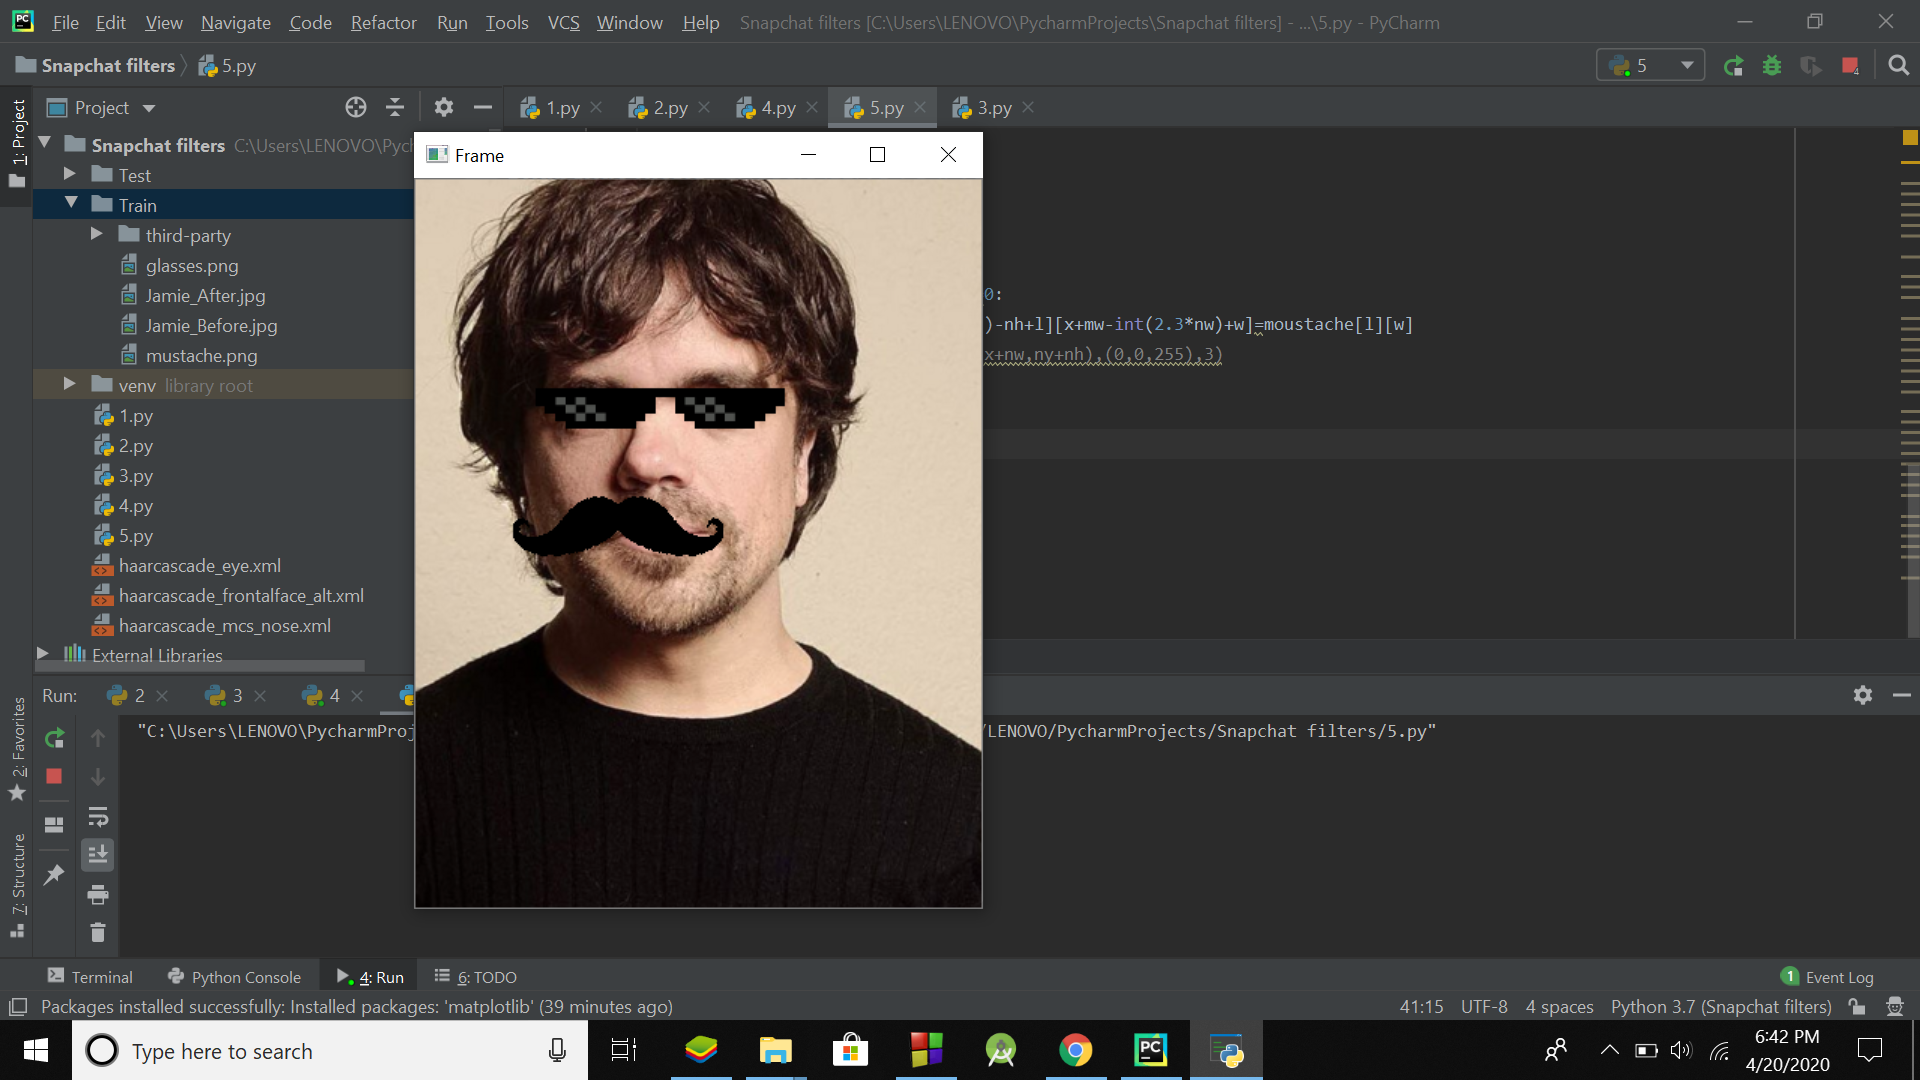 PC File Edit View Navigate Code Refactor Run Tools VCS Window Help Snapchat filters [C:\Users\LENOVO\PycharmProjects\Snapchat filters] - ...\5.py - PyCharm
Snapchat filters 5.py 5 4
1: Project
Project
1.py 2.py 4.py 5.py 3.py
Snapchat filters C:\Users\LENOVO\Pyc
Test
Train
third-party
glasses.png
Jamie_After.jpg
Jamie_Before.jpg
mustache.png
venv library root
1.py
2.py
3.py
4.py
5.py
haarcascade_eye.xml
haarcascade_frontalface_alt.xml
haarcascade_mcs_nose.xml
External Libraries
Frame
0:
)-nh+l][x+mw-int(2.3*nw)+w]=moustache[l][w]
x+nw,ny+nh),(0,0,255),3)
Run: 2 3 4
"C:\Users\LENOVO\PycharmProj /LENOVO/PycharmProjects/Snapchat filters/5.py"
2: Favorites
7: Structure
Terminal Python Console 4: Run 6: TODO 1 Event Log
Packages installed successfully: Installed packages: 'matplotlib' (39 minutes ago) 41:15 UTF-8 4 spaces Python 3.7 (Snapchat filters)
Type here to search PC 6:42 PM
4/20/2020